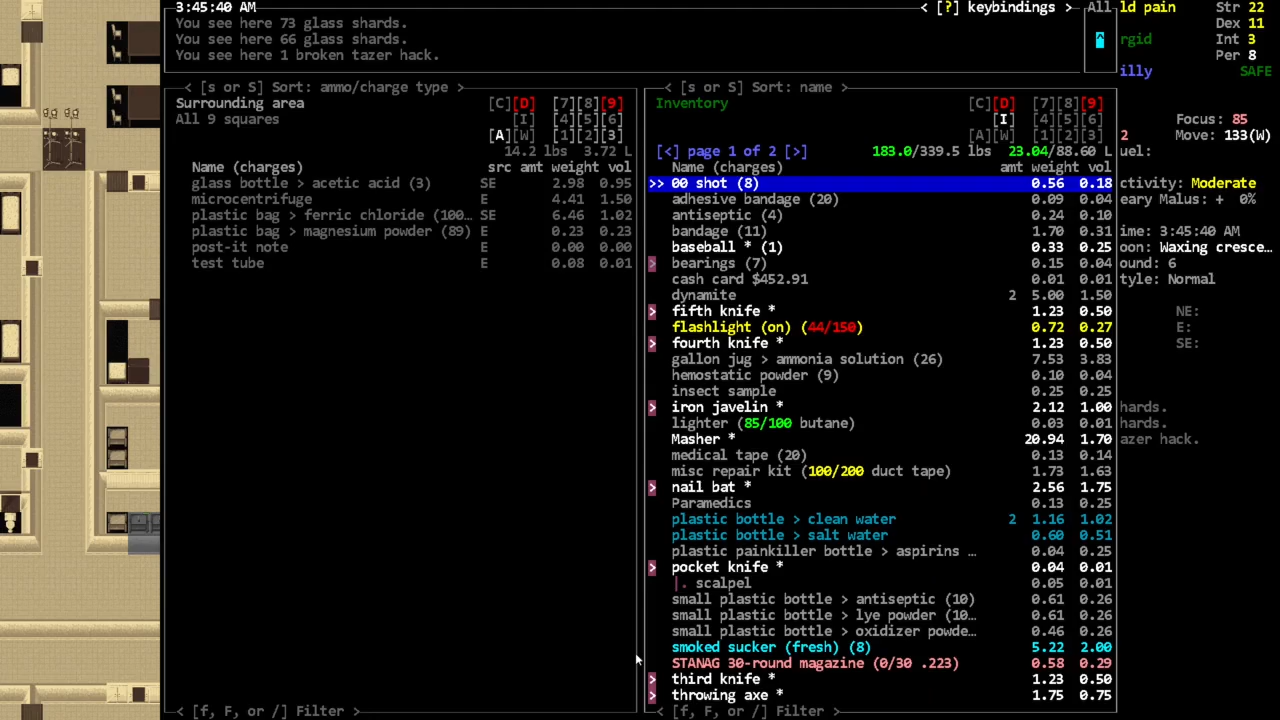 3:45:40 AM < [?] keybindings > All ld pain Str 22
You see here 73 glass shards. Dex 11
You see here 66 glass shards. ^ rgid Int 3
You see here 1 broken tazer hack. Per 8
illy SAFE
< [s or S] Sort: ammo/charge type > < [s or S] Sort: name >
Surrounding area [C][D] [7][8][9] Inventory [C][D] [7][8][9]
All 9 squares [I] [4][5][6] [I] [4][5][6] Focus: 85
[A][W] [1][2][3] [A][W] [1][2][3] 2 Move: 133(W)
14.2 lbs 3.72 L [<] page 1 of 2 [>] 183.0/339.5 lbs 23.04/88.60 L uel:
Name (charges) src amt weight vol Name (charges) amt weight vol
glass bottle > acetic acid (3) SE 2.98 0.95 >> 00 shot (8) 0.56 0.18 ctivity: Moderate
microcentrifuge E 4.41 1.50 adhesive bandage (20) 0.09 0.04 eary Malus: + 0%
plastic bag > ferric chloride (100… SE 6.46 1.02 antiseptic (4) 0.24 0.10
plastic bag > magnesium powder (89) E 0.23 0.23 bandage (11) 1.70 0.31 ime: 3:45:40 AM
post-it note E 0.00 0.00 baseball * (1) 0.33 0.25 oon: Waxing cresce…
test tube E 0.08 0.01 > bearings (7) 0.15 0.04 ound: 6
cash card $452.91 0.01 0.01 tyle: Normal
dynamite 2 5.00 1.50
> fifth knife * 1.23 0.50 NE:
flashlight (on) (44/150) 0.72 0.27 E:
> fourth knife * 1.23 0.50 SE:
gallon jug > ammonia solution (26) 7.53 3.83
hemostatic powder (9) 0.10 0.04
insect sample 0.25 0.25
> iron javelin * 2.12 1.00 hards.
lighter (85/100 butane) 0.03 0.01 hards.
Masher * 20.94 1.70 azer hack.
medical tape (20) 0.13 0.14
misc repair kit (100/200 duct tape) 1.73 1.63
> nail bat * 2.56 1.75
Paramedics 0.13 0.25
plastic bottle > clean water 2 1.16 1.02
plastic bottle > salt water 0.60 0.51
plastic painkiller bottle > aspirins … 0.04 0.25
> pocket knife * 0.04 0.01
|. scalpel 0.05 0.01
small plastic bottle > antiseptic (10) 0.61 0.26
small plastic bottle > lye powder (10… 0.61 0.26
small plastic bottle > oxidizer powde… 0.46 0.26
smoked sucker (fresh) (8) 5.22 2.00
STANAG 30-round magazine (0/30 .223) 0.58 0.29
> third knife * 1.23 0.50
> throwing axe * 1.75 0.75
< [f, F, or /] Filter > < [f, F, or /] Filter >